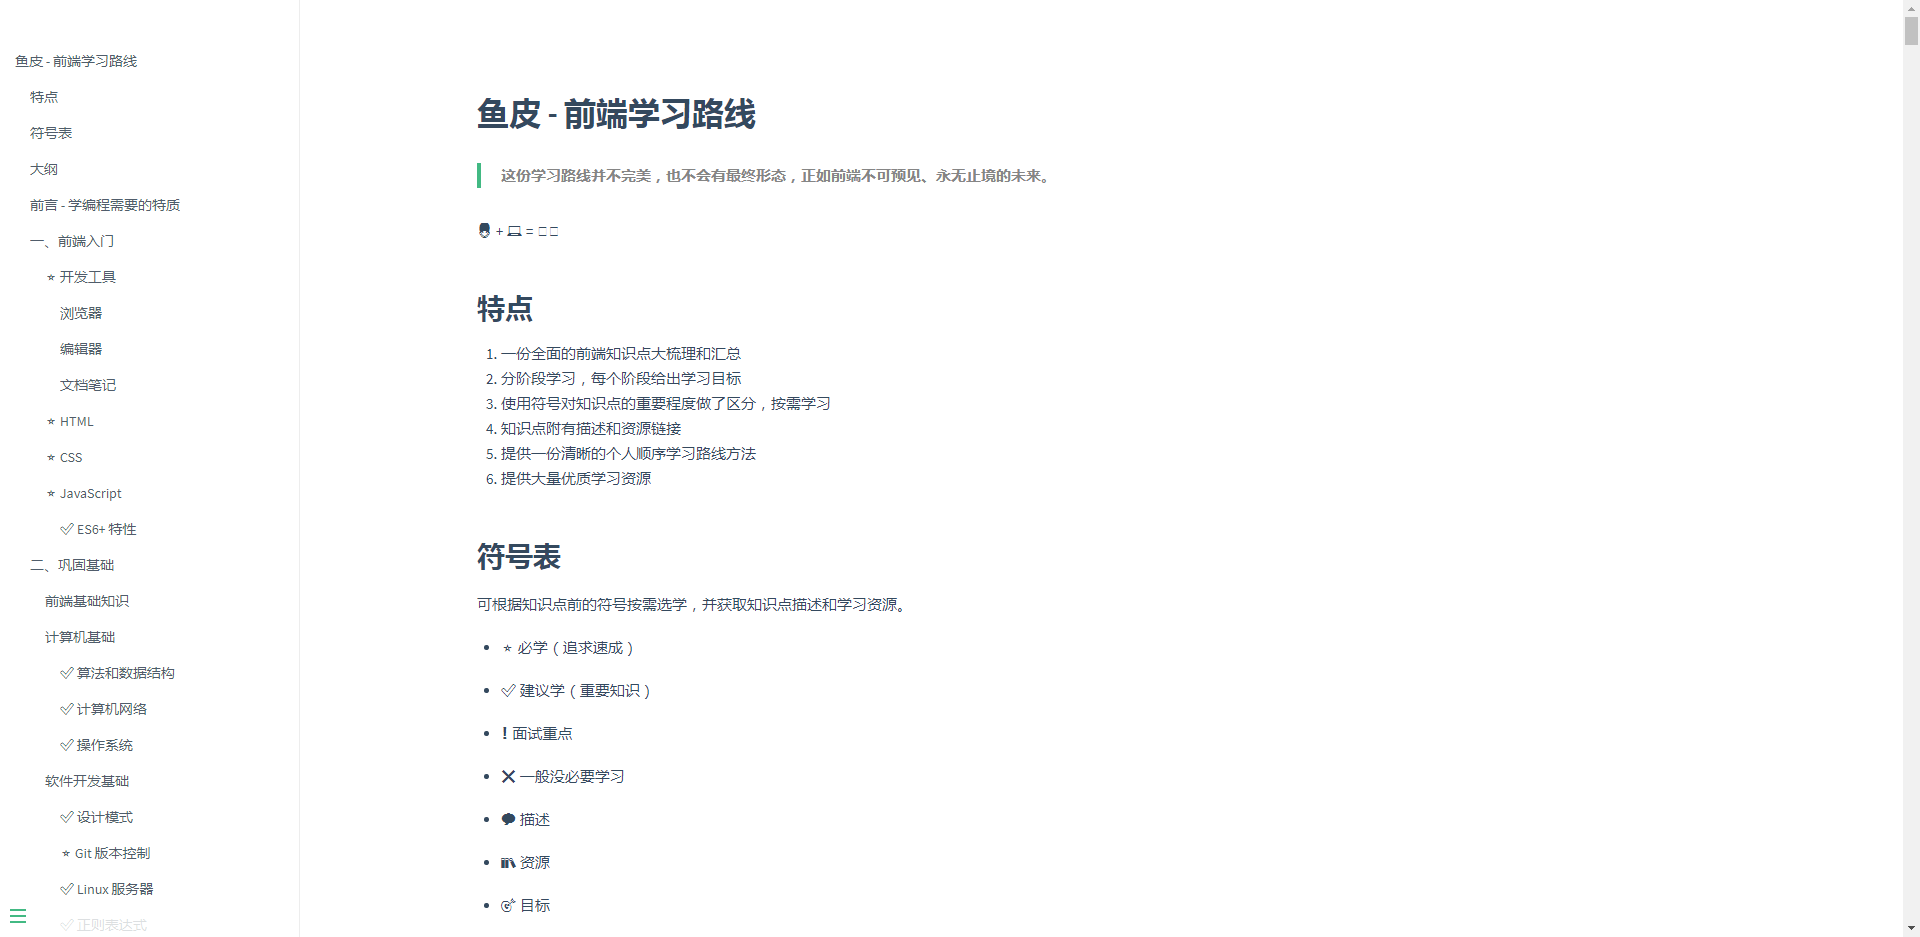 鱼皮 - 前端学习路线
特点
符号表
大纲
前言 - 学编程需要的特质
一、前端入门
⭐ 开发工具
浏览器
编辑器
文档笔记
⭐ HTML
⭐ CSS
⭐ JavaScript
✅ ES6+ 特性
二、巩固基础
前端基础知识
计算机基础
✅ 算法和数据结构
✅ 计算机网络
✅ 操作系统
软件开发基础
✅ 设计模式
⭐ Git 版本控制
✅ Linux 服务器
✅ 正则表达式
鱼皮 - 前端学习路线
这份学习路线并不完美，也不会有最终形态，正如前端不可预见、永无止境的未来。
👩 + 💻 = □ □
特点
1. 一份全面的前端知识点大梳理和汇总
2. 分阶段学习，每个阶段给出学习目标
3. 使用符号对知识点的重要程度做了区分，按需学习
4. 知识点附有描述和资源链接
5. 提供一份清晰的个人顺序学习路线方法
6. 提供大量优质学习资源
符号表
可根据知识点前的符号按需选学，并获取知识点描述和学习资源。
• ⭐ 必学（追求速成）
• ✅ 建议学（重要知识）
• ❗ 面试重点
• ❌ 一般没必要学习
• 💭 描述
• 📚 资源
• 🎯 目标